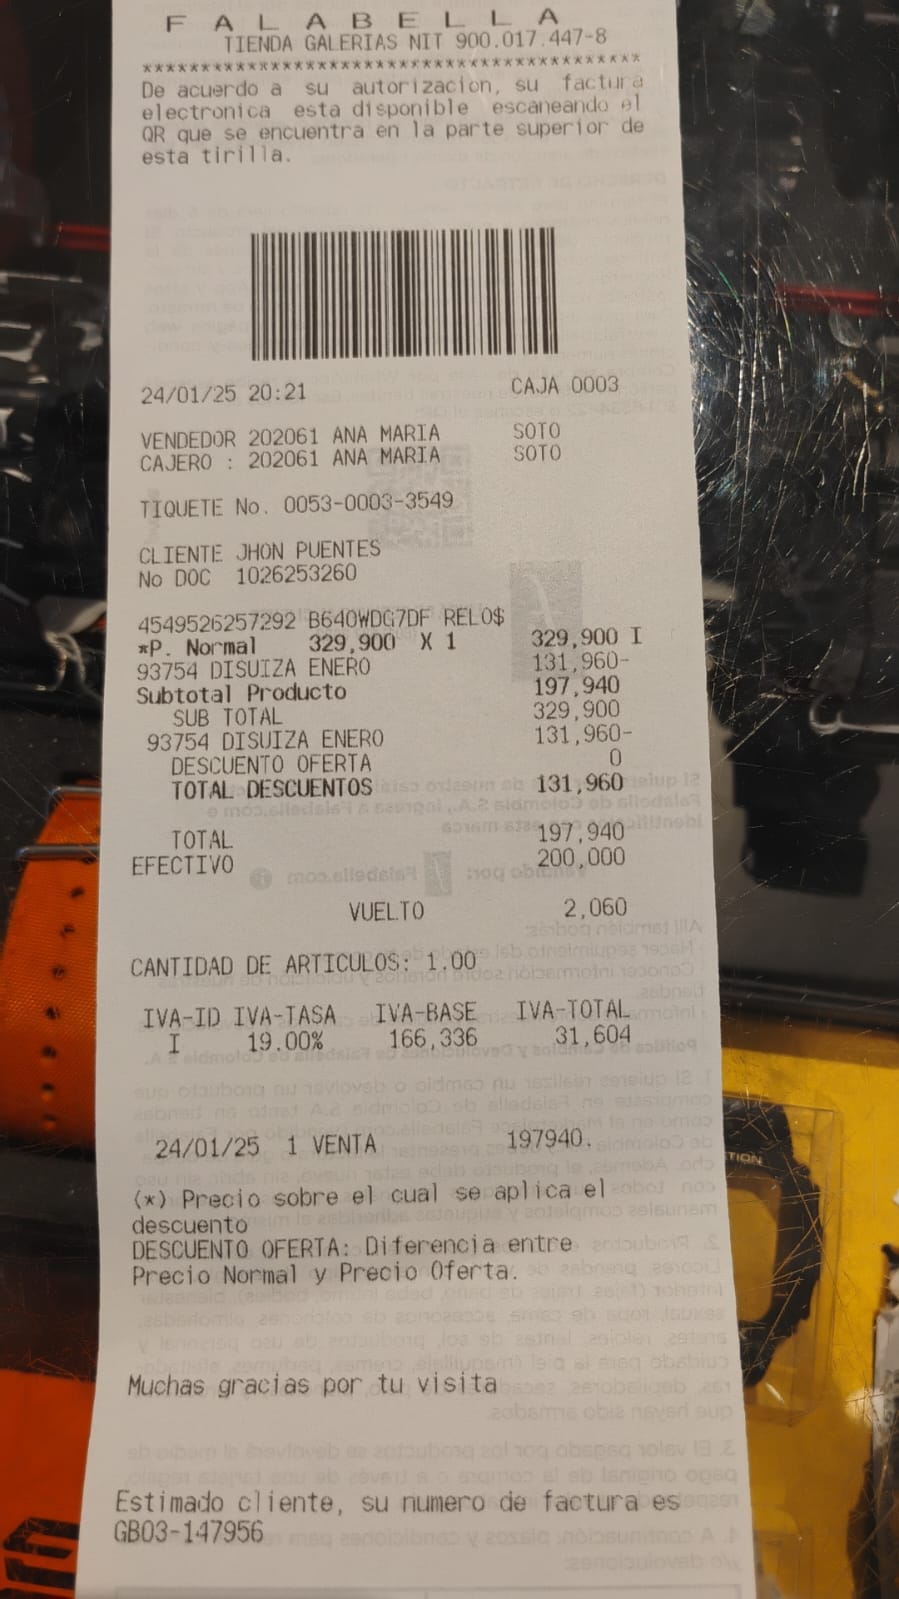 F A L A B E L L A
TIENDA GALERIAS NIT 900.017.447-8
******************************************
De acuerdo a su autorizacion, su factura
electronica esta disponible escaneando el
QR que se encuentra en la parte superior de
esta tirilla.
24/01/25 20:21 CAJA 0003
VENDEDOR 202061 ANA MARIA SOTO
CAJERO : 202061 ANA MARIA SOTO
TIQUETE No. 0053-0003-3549
CLIENTE JHON PUENTES
No DOC 1026253260
4549526257292 B640WDG7DF RELO$
*P. Normal 329,900 X 1 329,900 I
93754 DISUIZA ENERO 131,960-
Subtotal Producto 197,940
SUB TOTAL 329,900
93754 DISUIZA ENERO 131,960-
DESCUENTO OFERTA 0
TOTAL DESCUENTOS 131,960
TOTAL 197,940
EFECTIVO 200,000
VUELTO 2,060
CANTIDAD DE ARTICULOS: 1.00
IVA-ID IVA-TASA IVA-BASE IVA-TOTAL
I 19.00% 166,336 31,604
24/01/25 1 VENTA 197940.
(*) Precio sobre el cual se aplica el
descuento
DESCUENTO OFERTA: Diferencia entre
Precio Normal y Precio Oferta.
Muchas gracias por tu visita
Estimado cliente, su numero de factura es
GB03-147956